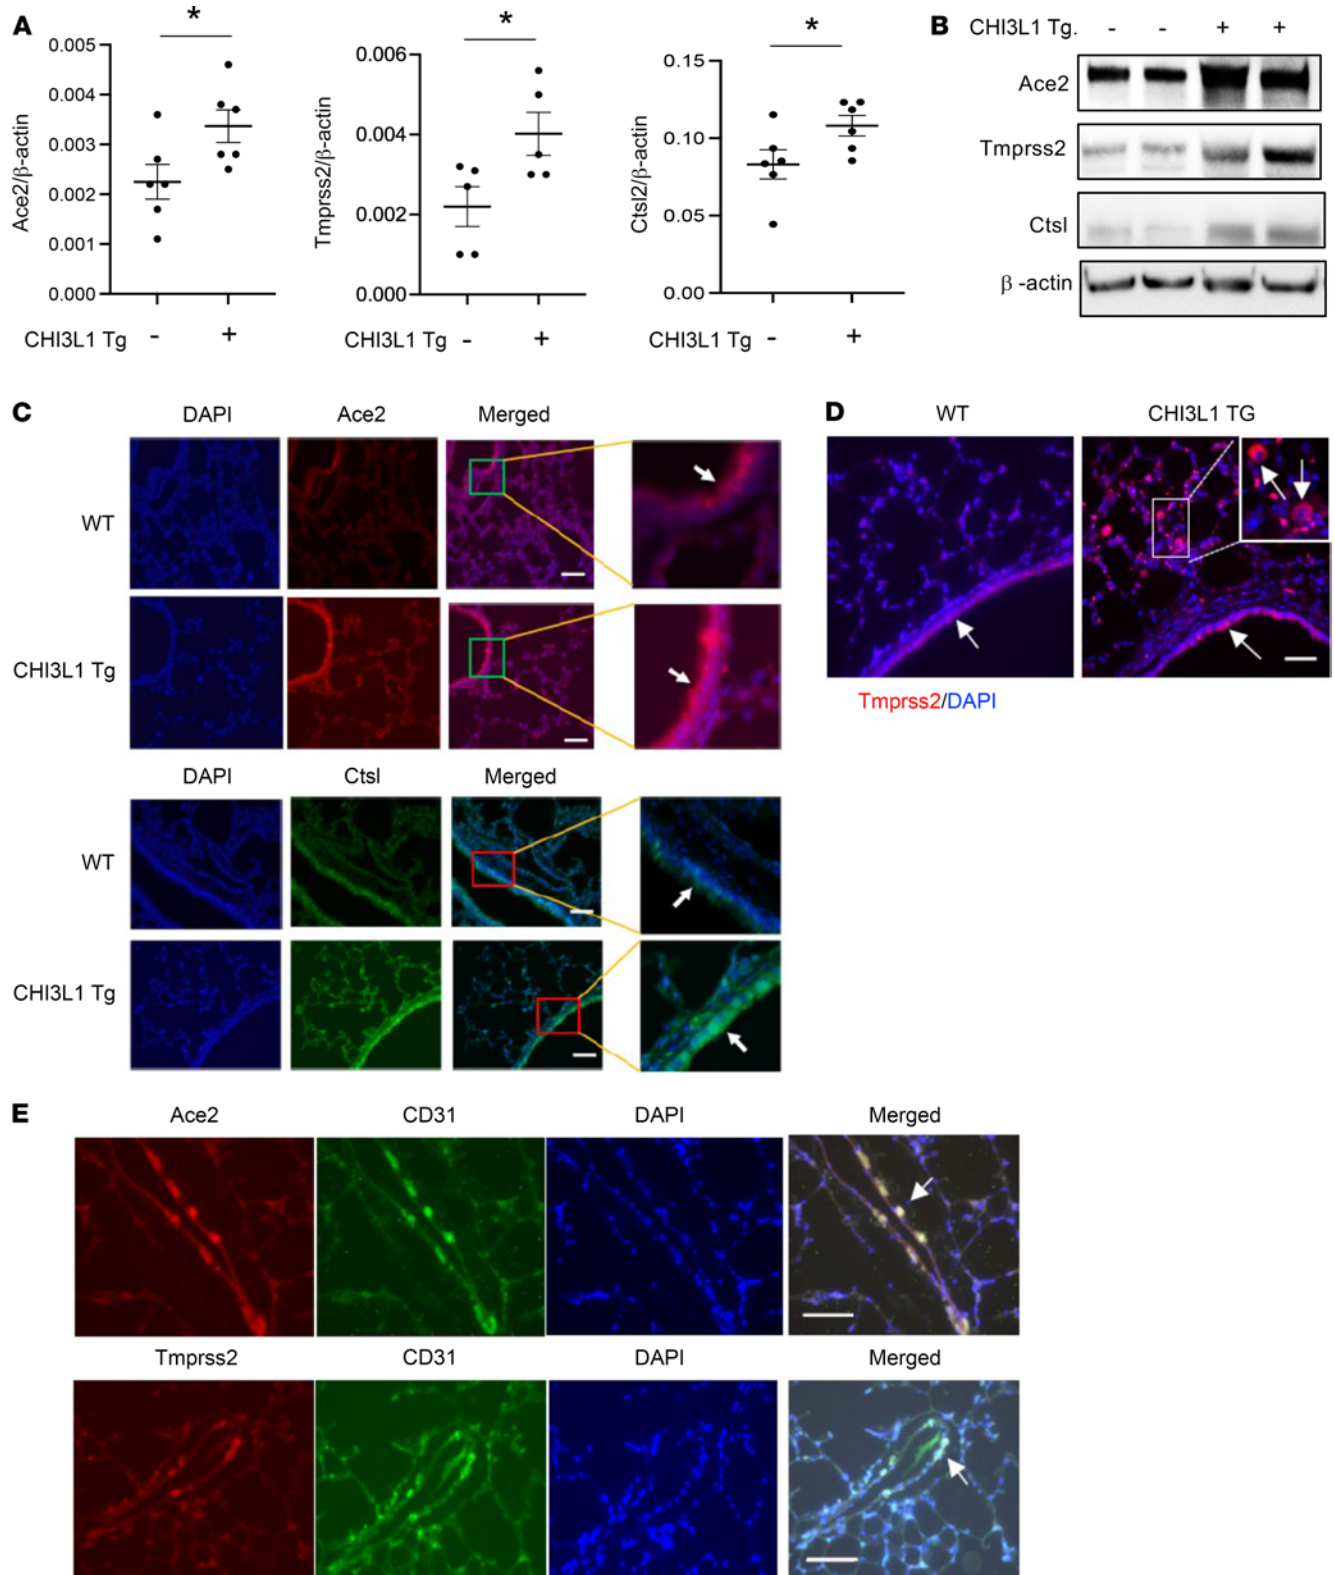 A
*
*
*
0.005
0.004
0.003
0.002
0.001
0.000
Ace2/β-actin
CHI3L1 Tg - +
0.006
0.004
0.002
0.000
Tmprss2/β-actin
CHI3L1 Tg - +
0.15
0.10
0.05
0.00
Ctsl2/β-actin
CHI3L1 Tg - +
B
CHI3L1 Tg. - - + +
Ace2
Tmprss2
Ctsl
β -actin
C
DAPI Ace2 Merged
WT
CHI3L1 Tg
DAPI Ctsl Merged
WT
CHI3L1 Tg
D
WT CHI3L1 TG
Tmprss2/DAPI
E
Ace2 CD31 DAPI Merged
Tmprss2 CD31 DAPI Merged